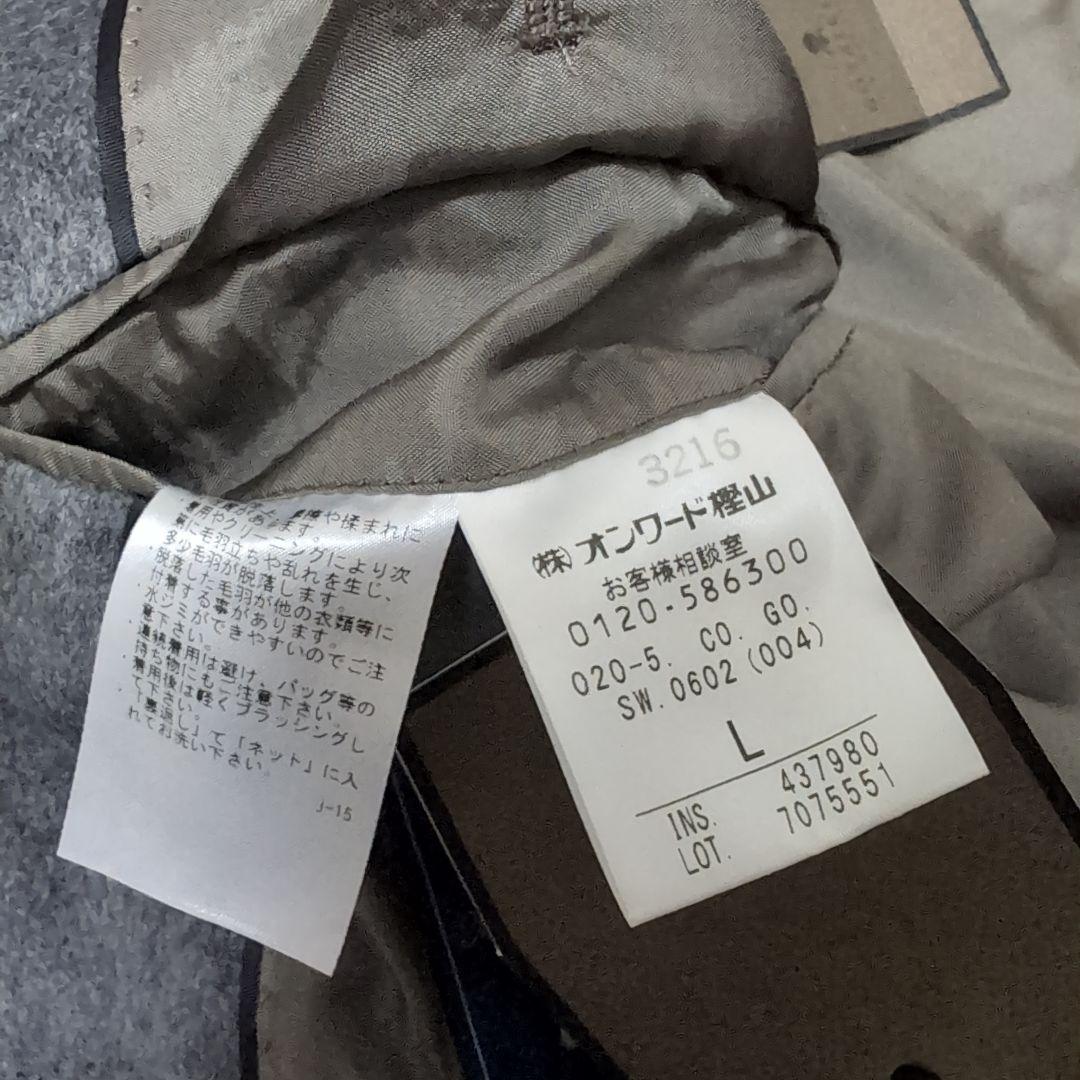 や揉まれに
着用やクリーニングにより次
第に毛羽立ちや乱れを生じ、
多少毛羽が脱落します。
・脱落した毛羽が他の衣類等に
付着する事があります。
・水シミができやすいのでご注
意下さい。
・連続着用は避け、バッグ等の
持ち物にもご注意下さい。
・着用後は軽くブラッシングし
て下さい。
「裏返し」て「ネット」に入
れてお洗い下さい。
J-15
3216
(株)オンワード樫山
お客様相談室
0120-586300
020-5. CO. GO.
SW.0602(004)
L
INS. 437980
LOT. 7075551